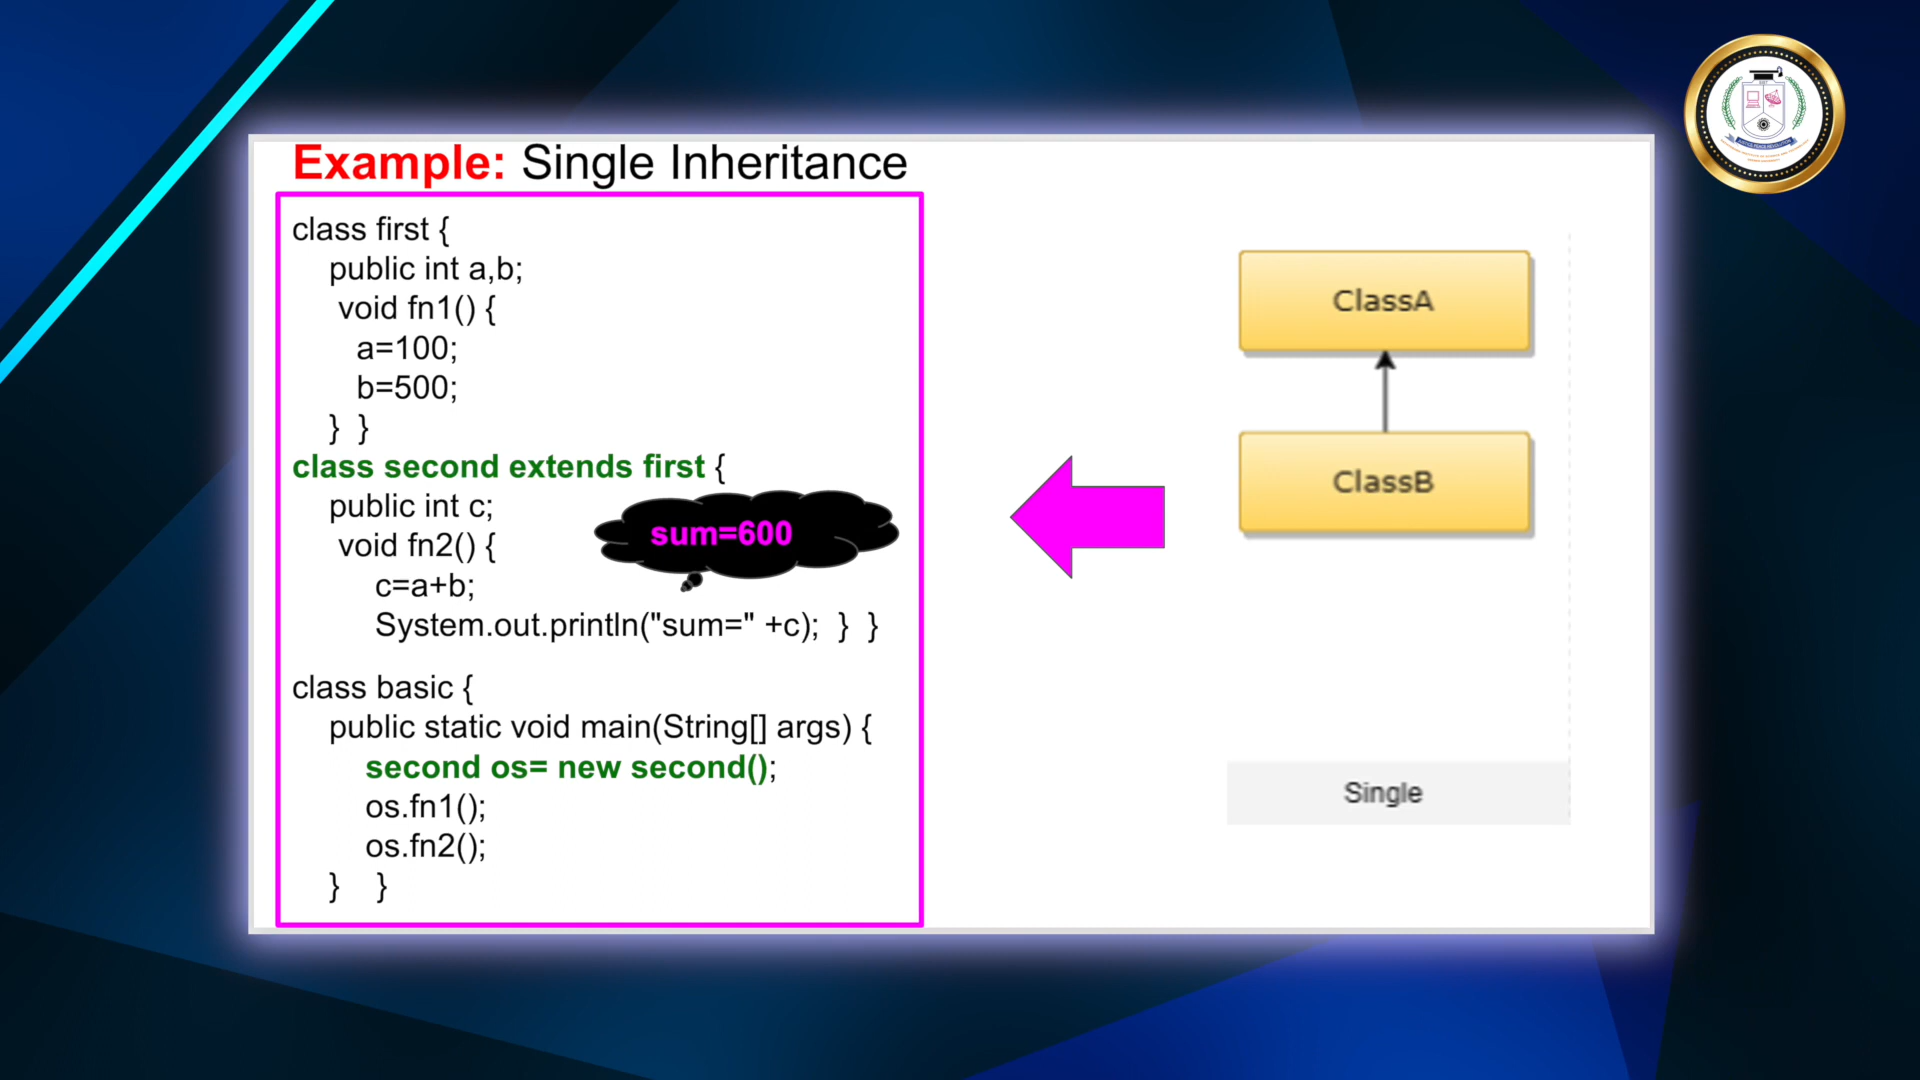 Example: Single Inheritance
class first {
public int a,b;
void fn1() {
a=100;
b=500;
} }
class second extends first {
public int c;
void fn2() {
c=a+b;
System.out.println("sum=" +c); } }
sum=600
class basic {
public static void main(String[] args) {
second os= new second();
os.fn1();
os.fn2();
} }
ClassA
ClassB
Single